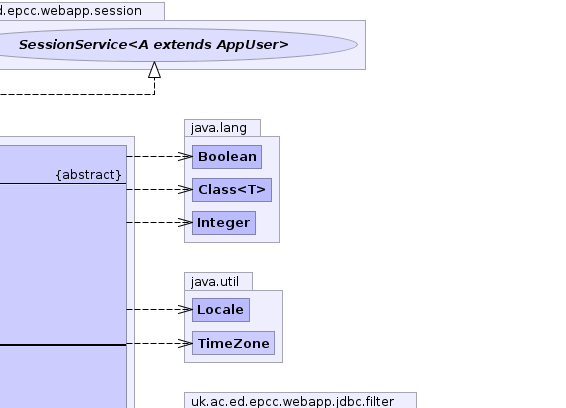 d.epcc.webapp.session
SessionService<A extends AppUser>
java.lang
Boolean
{abstract}
Class<T>
Integer
java.util
Locale
TimeZone
uk.ac.ed.epcc.webapp.jdbc.filter